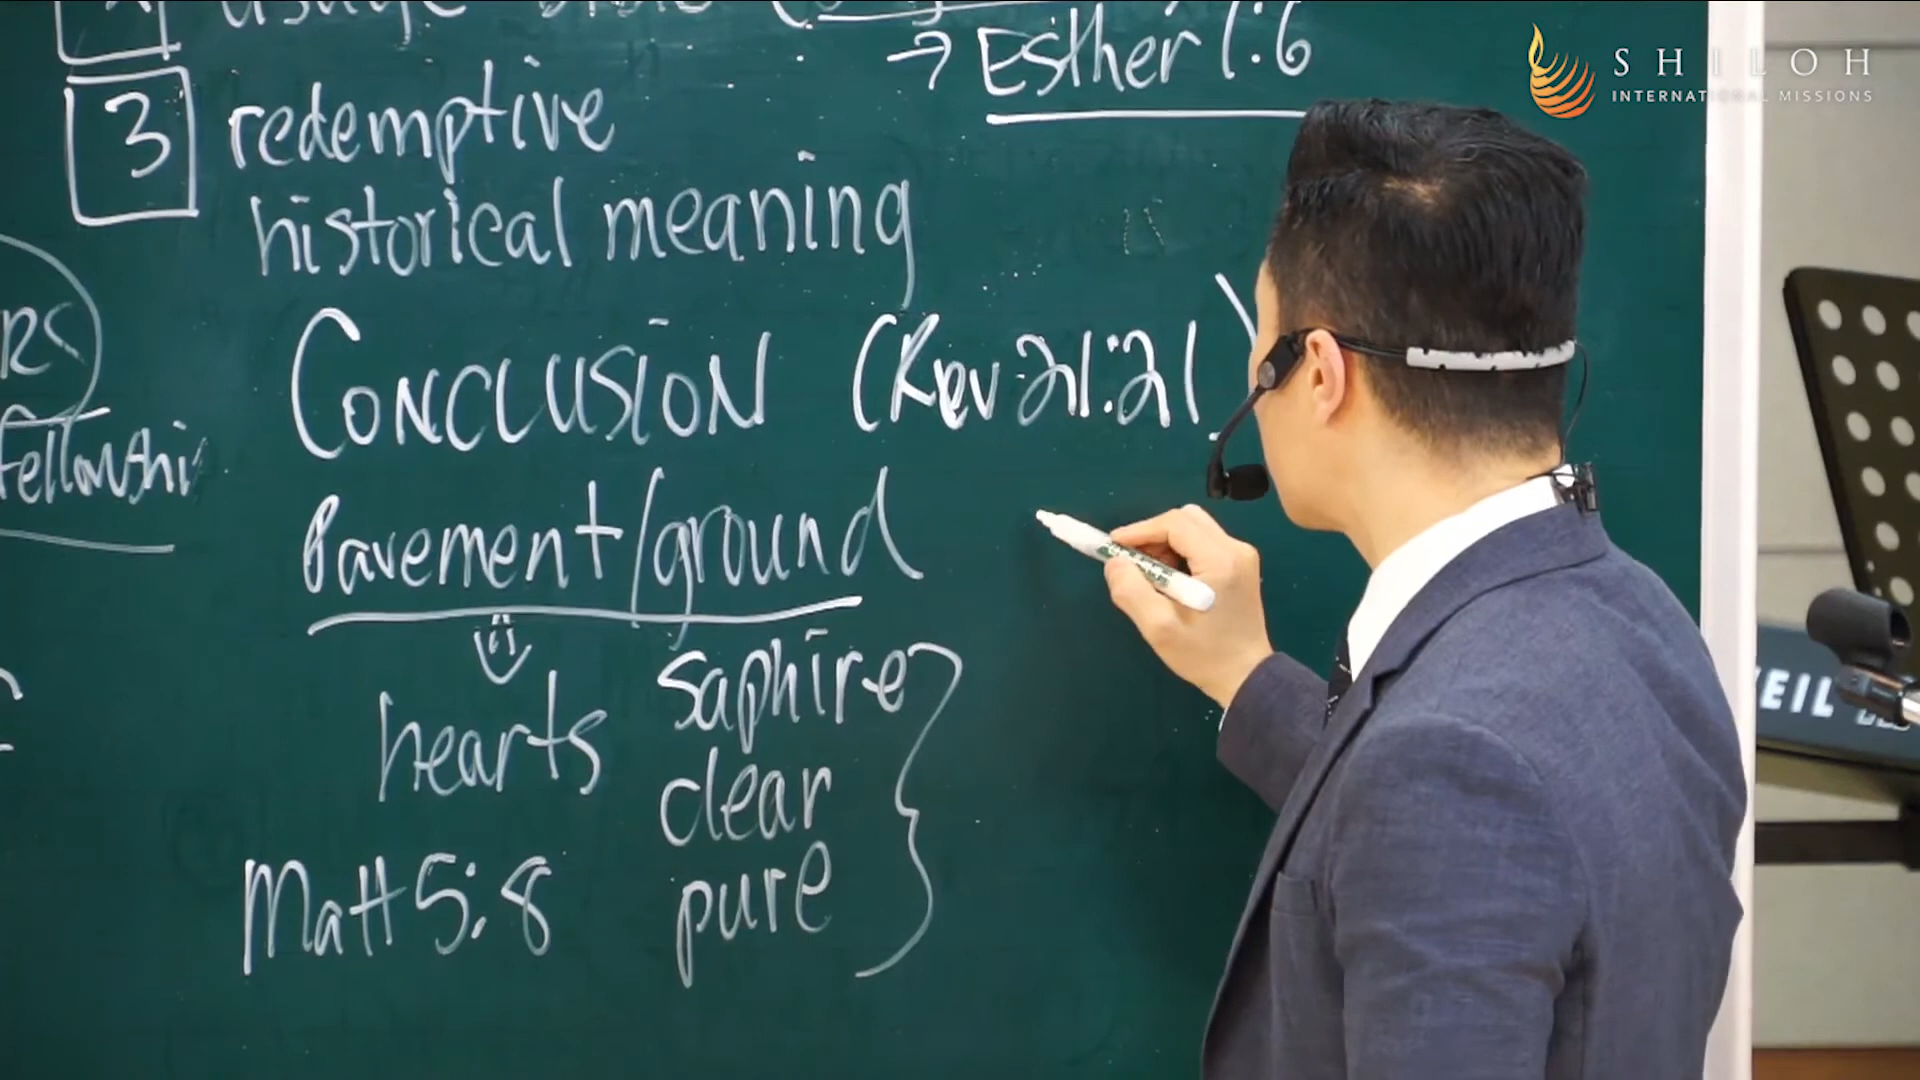 usage
→ Esther 1:6
3 redemptive
historical meaning
CONCLUSION (Rev 21:21)
Pavement/ground
hearts
saphire
clear
pure
Matt 5:8
fellowshi
SHILOH
INTERNATIONAL MISSIONS